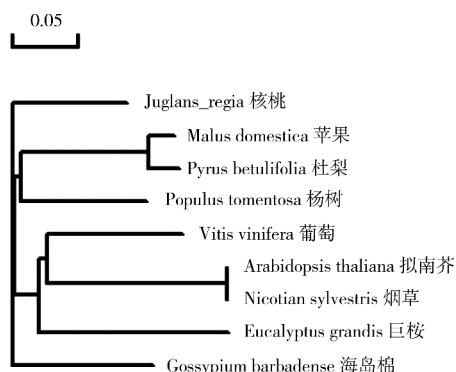 0.05
Juglans_regia 核桃
Malus domestica 苹果
Pyrus betulifolia 杜梨
Populus tomentosa 杨树
Vitis vinifera 葡萄
Arabidopsis thaliana 拟南芥
Nicotian sylvestris 烟草
Eucalyptus grandis 巨桉
Gossypium barbadense 海岛棉